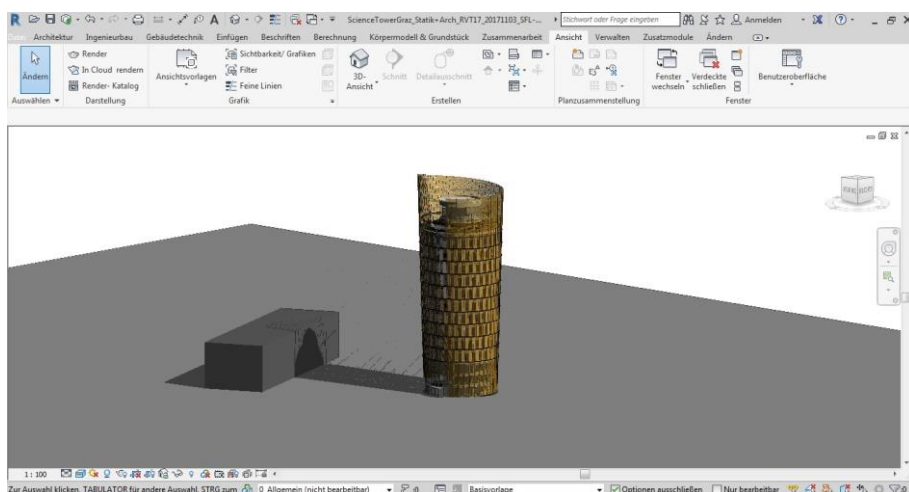 ScienceTowerGraz_Statik+Arch_RVT17_20171103_SFL-...
Stichwort oder Frage eingeben
Anmelden
Datei Architektur Ingenieurbau Gebäudetechnik Einfügen Beschriften Berechnung Körpermodell & Grundstück Zusammenarbeit Ansicht Verwalten Zusatzmodule Ändern
Ändern
Render
In Cloud rendern
Render- Katalog
Ansichtsvorlagen
Sichtbarkeit/ Grafiken
Filter
Feine Linien
3D-
Ansicht
Schnitt
Detailausschnitt
Fenster
wechseln
Verdeckte
schließen
Benutzeroberfläche
Auswählen Darstellung Grafik Erstellen Planzusammenstellung Fenster
1 : 100
Zur Auswahl klicken, TABULATOR für andere Auswahl, STRG zum
:0
Allgemein (nicht bearbeitbar)
Basisvorlage
Optionen ausschließen
Nur bearbeitbar
:0